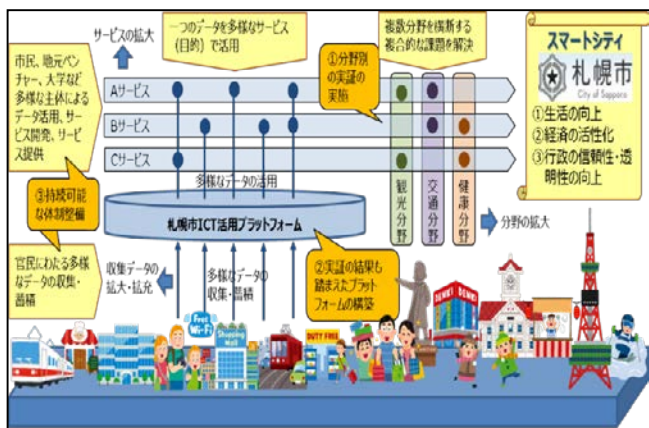 サービスの拡大
一つのデータを多様なサービス
(目的)で活用
複数分野を横断する
複合的な課題を解決
スマートシティ
札幌市
City of Sapporo
①生活の向上
②経済の活性化
③行政の信頼性・透
明性の向上
市民、地元ベン
チャー、大学など
多様な主体による
データ活用、サービ
ス開発、サービス
提供
①分野別
の実証の
実施
Aサービス
Bサービス
Cサービス
多様なデータの活用
観光分野
交通分野
健康分野
分野の拡大
③持続可能
な体制整備
札幌市ICT活用プラットフォーム
官民にわたる多様
なデータの収集・
蓄積
収集データの
拡大・拡充
多様なデータの
収集・蓄積
②実証の結果も
踏まえたプラット
フォームの構築
Free
Wi-Fi
Shopping
Mall
DUTY FREE
DENKI DENKI